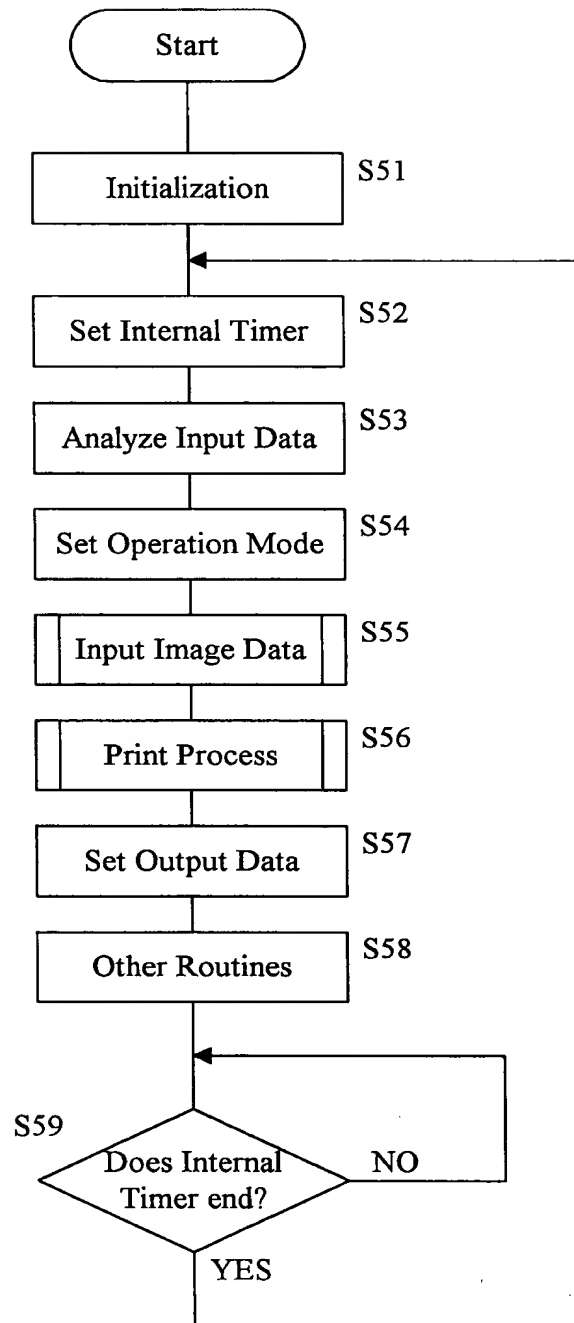 Start
Initialization
S51
Set Internal Timer
S52
Analyze Input Data
S53
Set Operation Mode
S54
Input Image Data
S55
Print Process
S56
Set Output Data
S57
Other Routines
S58
S59
Does Internal
Timer end?
NO
YES